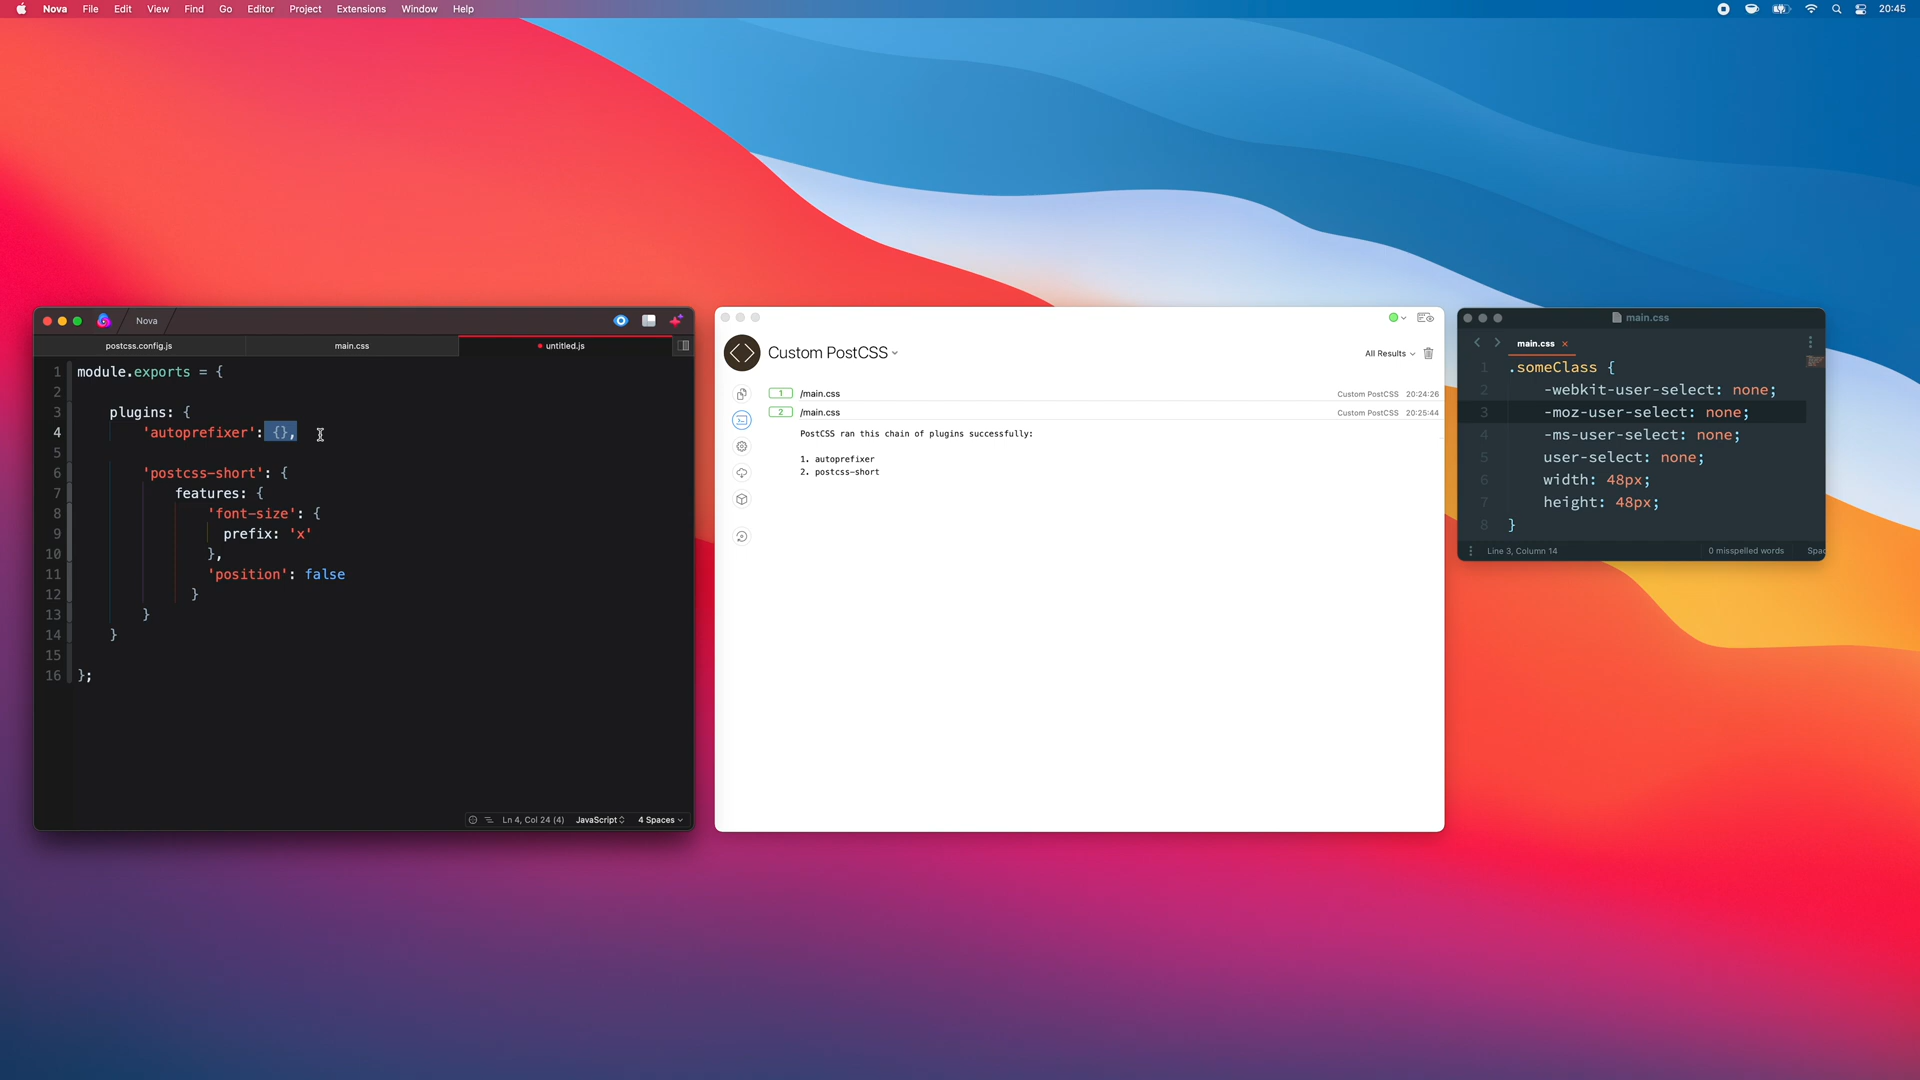 Nova File Edit View Find Go Editor Project Extensions Window Help 20:45
Nova
postcss.config.js main.css untitled.js
1 module.exports = {
2
3 plugins: {
4 'autoprefixer': {},
5
6 'postcss-short': {
7 features: {
8 'font-size': {
9 prefix: 'x'
10 },
11 'position': false
12 }
13 }
14 }
15
16 };
Ln 4, Col 24 (4) JavaScript 4 Spaces
Custom PostCSS All Results
1 /main.css Custom PostCSS 20:24:26
2 /main.css Custom PostCSS 20:25:44
PostCSS ran this chain of plugins successfully:
1. autoprefixer
2. postcss-short
main.css
main.css ×
1 .someClass {
2 -webkit-user-select: none;
3 -moz-user-select: none;
4 -ms-user-select: none;
5 user-select: none;
6 width: 48px;
7 height: 48px;
8 }
Line 3, Column 14 0 misspelled words Spac